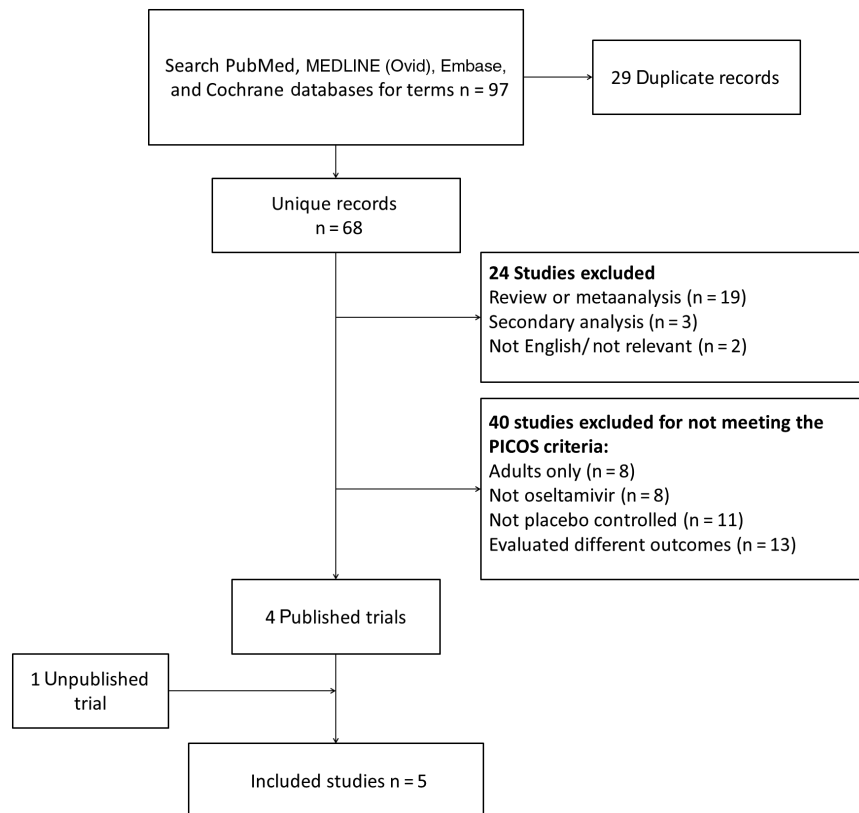 Search PubMed, MEDLINE (Ovid), Embase,
and Cochrane databases for terms n = 97
29 Duplicate records
Unique records
n = 68
24 Studies excluded
Review or metaanalysis (n = 19)
Secondary analysis (n = 3)
Not English/ not relevant (n = 2)
40 studies excluded for not meeting the
PICOS criteria:
Adults only (n = 8)
Not oseltamivir (n = 8)
Not placebo controlled (n = 11)
Evaluated different outcomes (n = 13)
4 Published trials
1 Unpublished
trial
Included studies n = 5